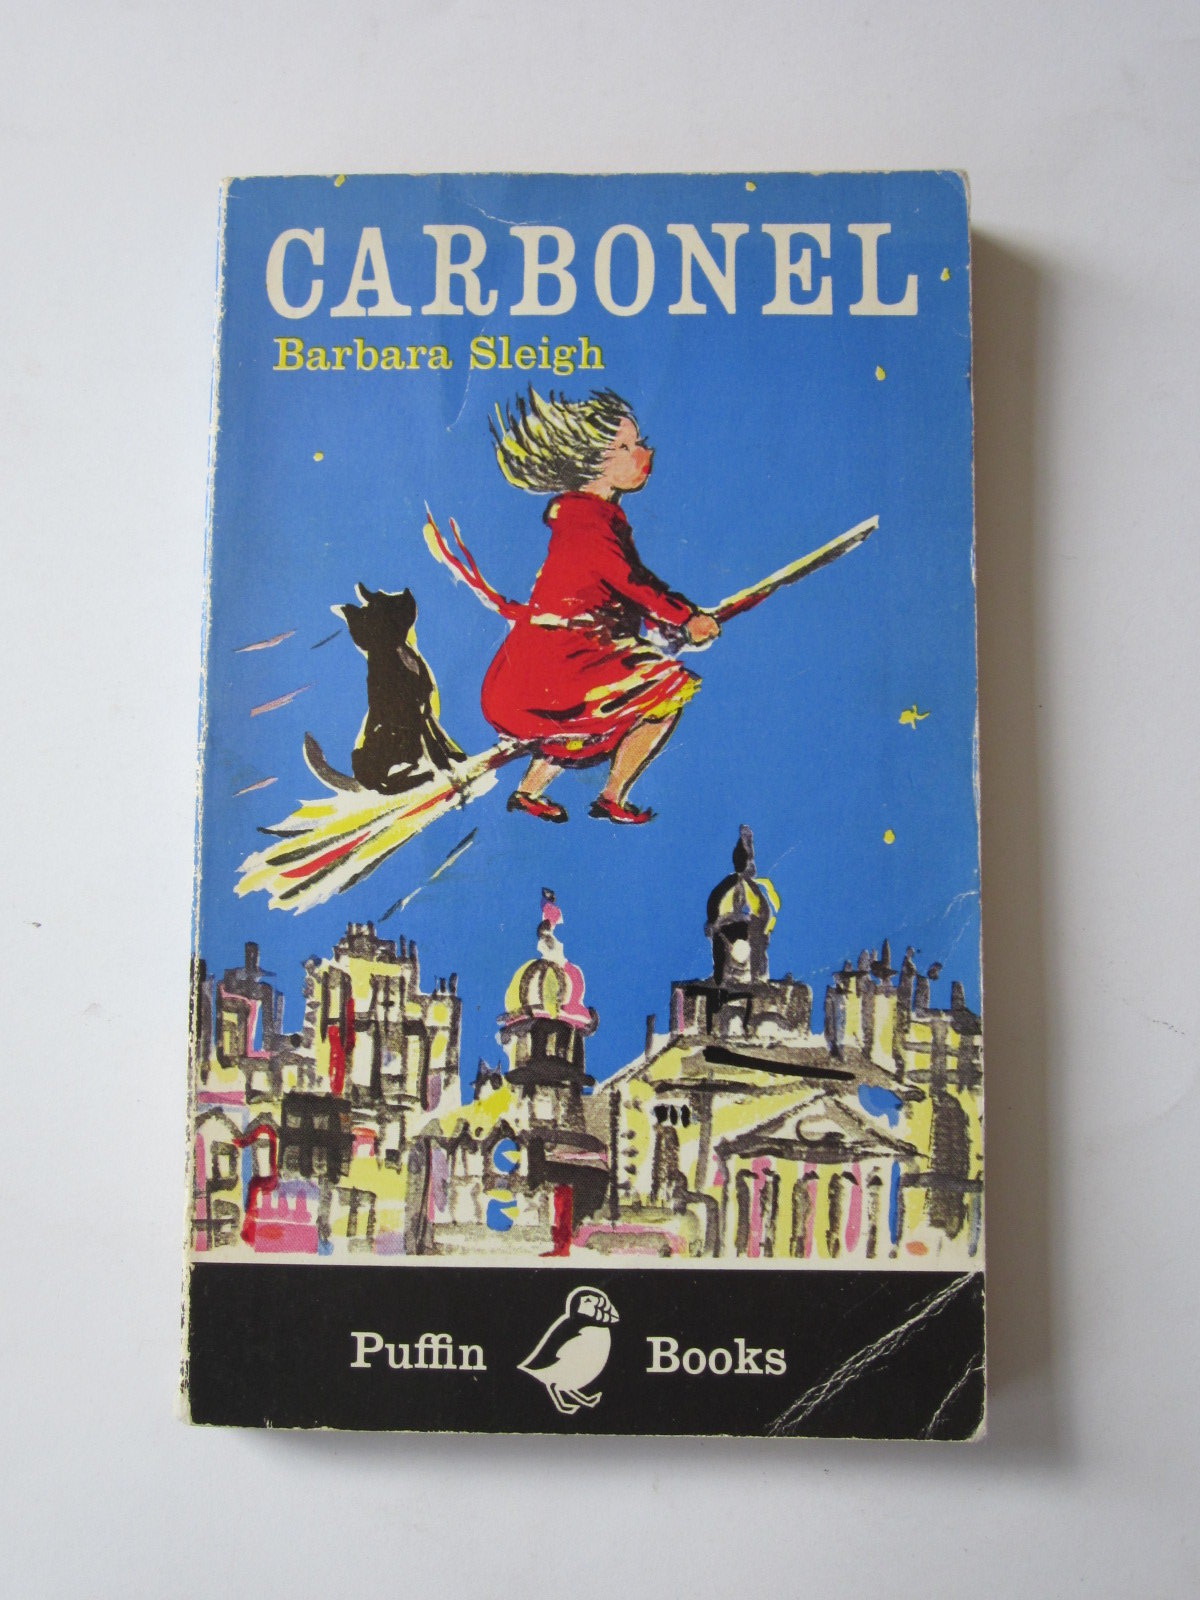 CARBONEL
Barbara Sleigh
Puffin Books